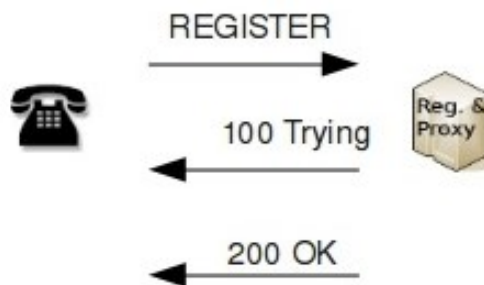 REGISTER
Reg. &
Proxy
100 Trying
200 OK